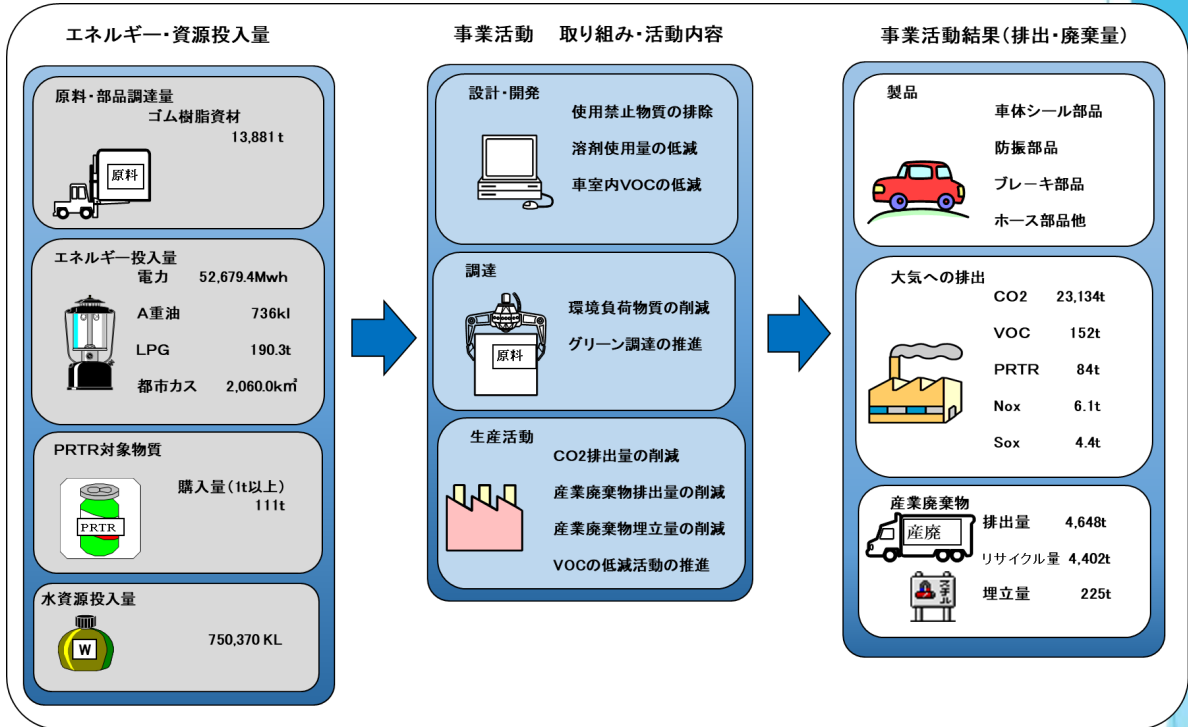 エネルギー・資源投入量
原料・部品調達量
ゴム樹脂資材
13,881 t
原料
エネルギー投入量
電力 52,679.4Mwh
A重油 736kl
LPG 190.3t
都市カス 2,060.0k㎥
PRTR対象物質
購入量(1t以上)
111t
PRTR
水資源投入量
750,370 KL
W
事業活動 取り組み・活動内容
設計・開発
使用禁止物質の排除
溶剤使用量の低減
車室内VOCの低減
調達
環境負荷物質の削減
グリーン調達の推進
原料
生産活動
CO2排出量の削減
産業廃棄物排出量の削減
産業廃棄物埋立量の削減
VOCの低減活動の推進
事業活動結果(排出・廃棄量)
製品
車体シール部品
防振部品
ブレーキ部品
ホース部品他
大気への排出
CO2 23,134t
VOC 152t
PRTR 84t
Nox 6.1t
Sox 4.4t
産業廃棄物
産廃
排出量 4,648t
リサイクル量 4,402t
埋立量 225t